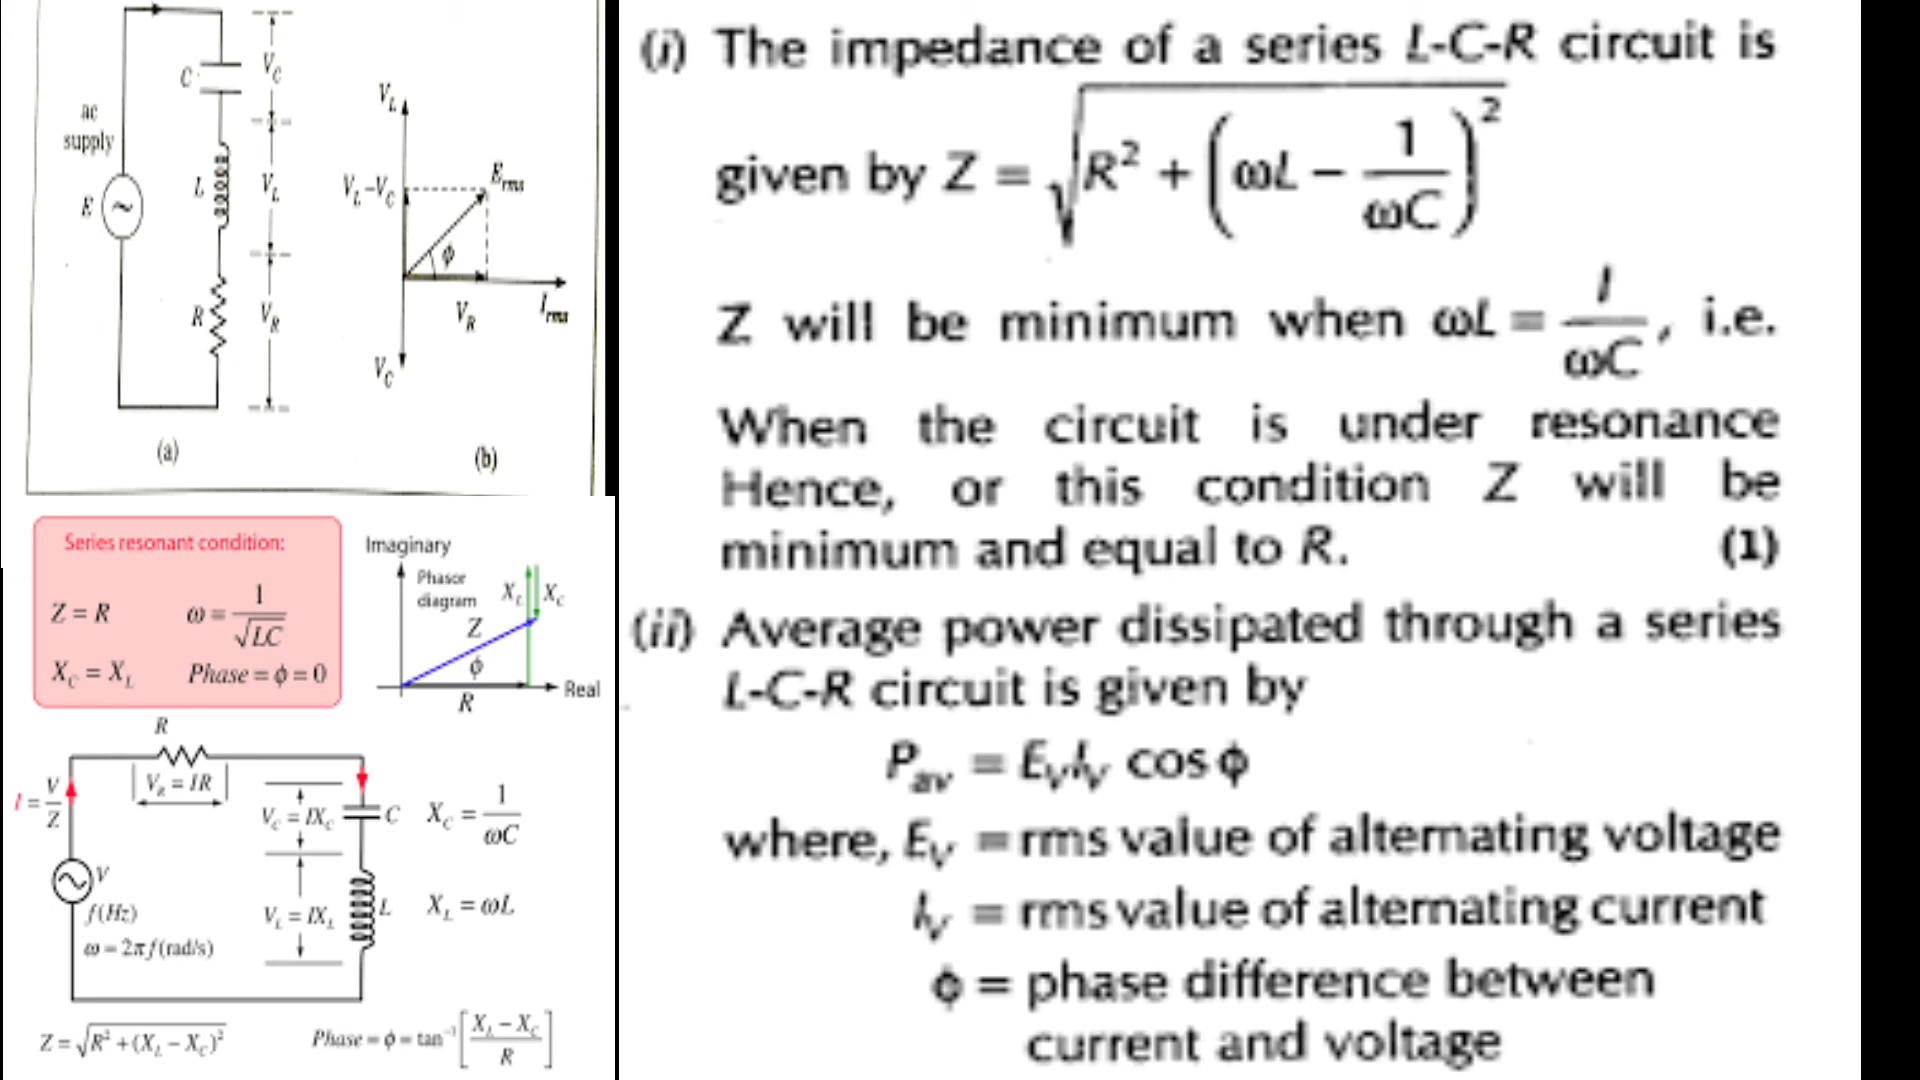 ac
supply
E
C
L
R
V_C
V_L
V_R
(a)
V_L
V_L–V_C
E_rms
ϕ
V_R
I_rms
V_C
(b)
Series resonant condition:
Z = R ω = 1/√LC
X_C = X_L Phase = ϕ = 0
Imaginary
Phasor
diagram
X_L X_C
Z
ϕ
R
Real
R
V_R = IR
I = V/Z
V_C = IX_C C X_C = 1/ωC
V
f(Hz)
ω = 2πf(rad/s)
V_L = IX_L L X_L = ωL
Z = √R² + (X_L – X_C)² Phase = ϕ = tan⁻¹[X_L – X_C / R]
(i) The impedance of a series L-C-R circuit is
given by Z = √R² + (ωL – 1/ωC)²
Z will be minimum when ωL = I/ωC, i.e.
When the circuit is under resonance
Hence, or this condition Z will be
minimum and equal to R. (1)
(ii) Average power dissipated through a series
L-C-R circuit is given by
P_av = E_V I_V cos ϕ
where, E_V = rms value of alternating voltage
I_V = rms value of alternating current
ϕ = phase difference between
current and voltage